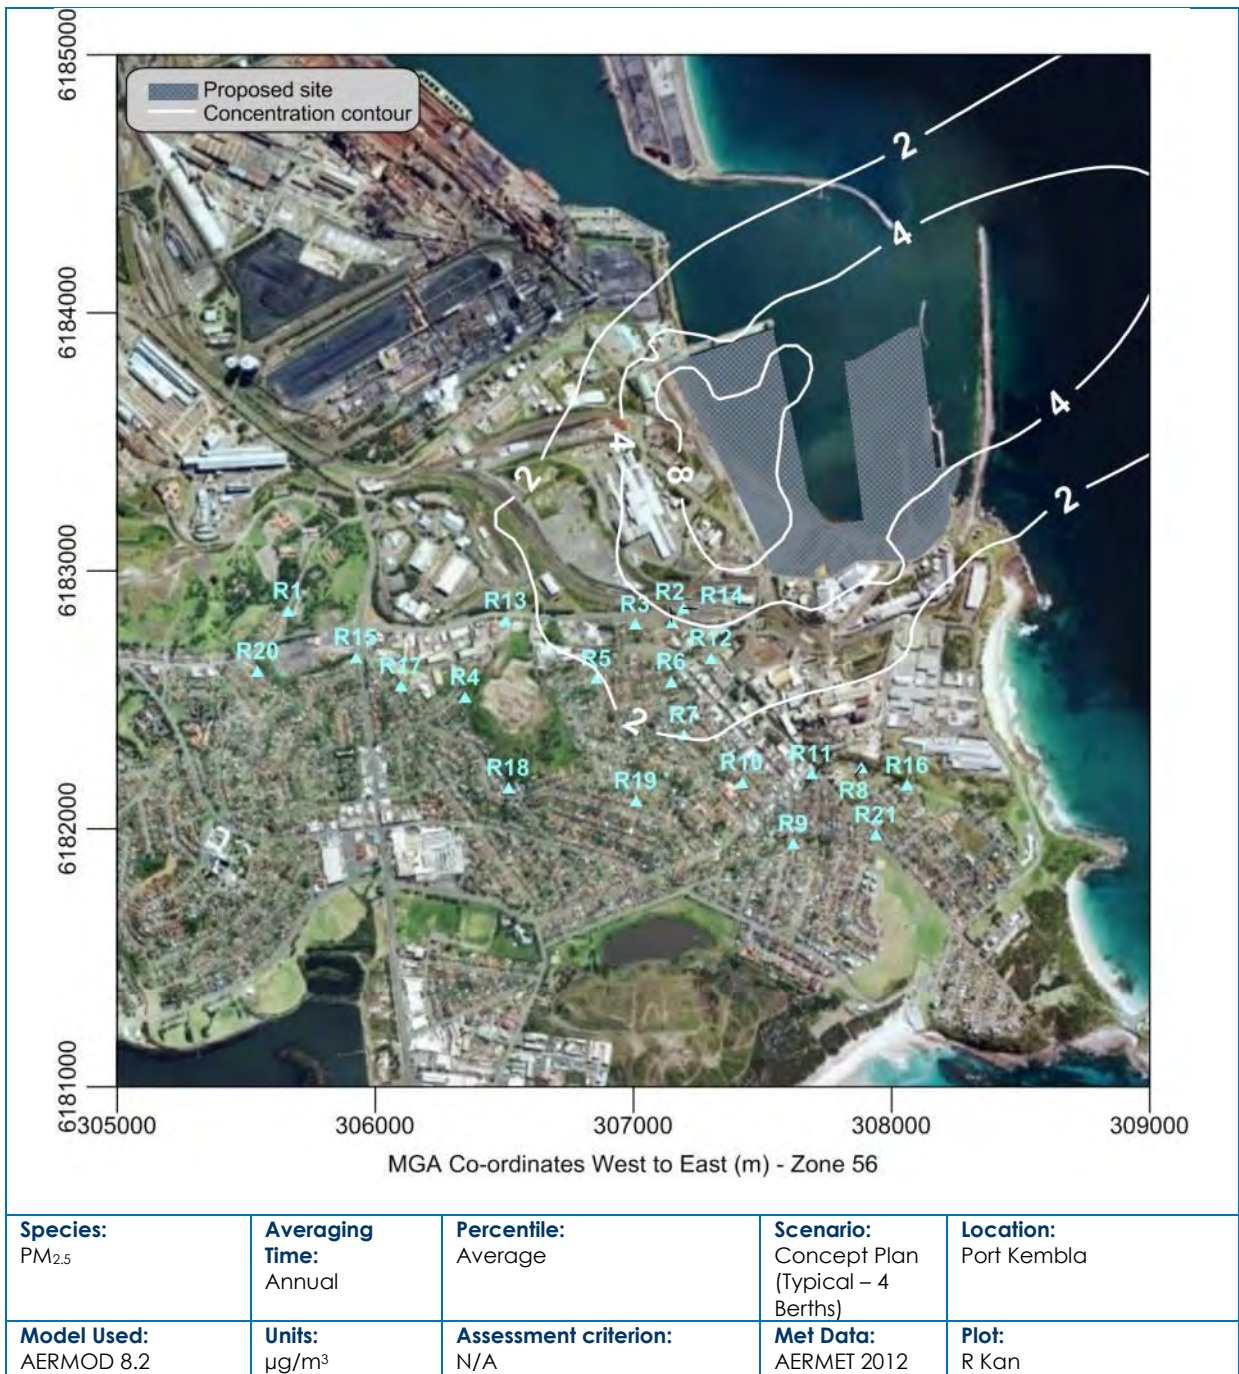 6185000
Proposed site
Concentration contour
2
4
6184000
4
4
2
8
2
6183000
R1
R2
R14
R13
R3
R15
R12
R20
R17
R4
R5
R6
2
R7
R18
R19
R10
R11
R8
R16
R9
R21
6182000
6181000
305000
306000
307000
308000
309000
MGA Co-ordinates West to East (m) - Zone 56
Species:
PM2.5
Averaging
Time:
Annual
Percentile:
Average
Scenario:
Concept Plan
(Typical – 4
Berths)
Location:
Port Kembla
Model Used:
AERMOD 8.2
Units:
µg/m³
Assessment criterion:
N/A
Met Data:
AERMET 2012
Plot:
R Kan